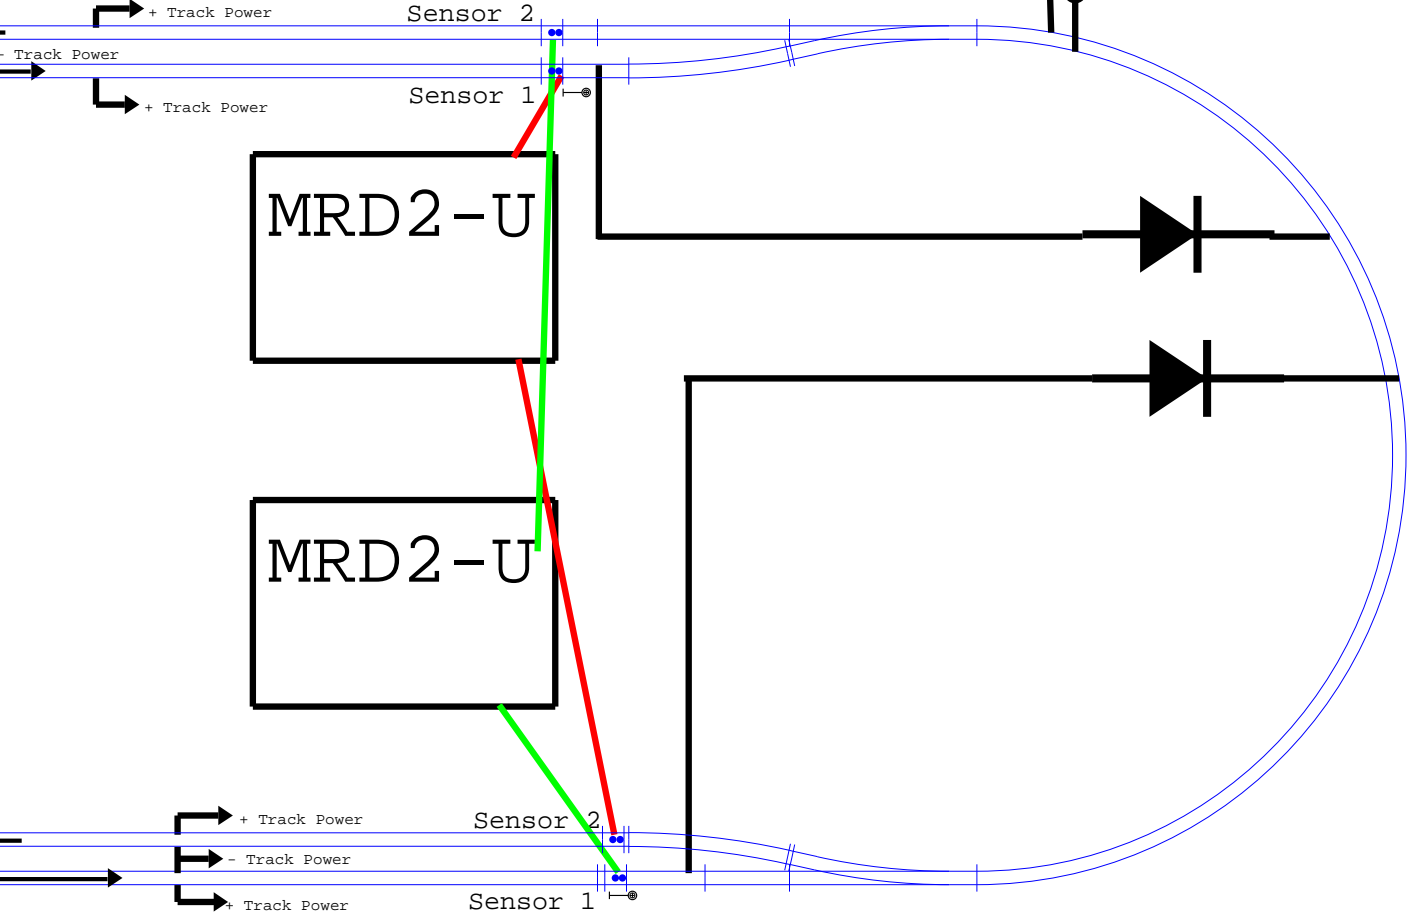 + Track Power
Sensor 2
- Track Power
Sensor 1
+ Track Power
MRD2-U
MRD2-U
Sensor 2
+ Track Power
- Track Power
Sensor 1
+ Track Power